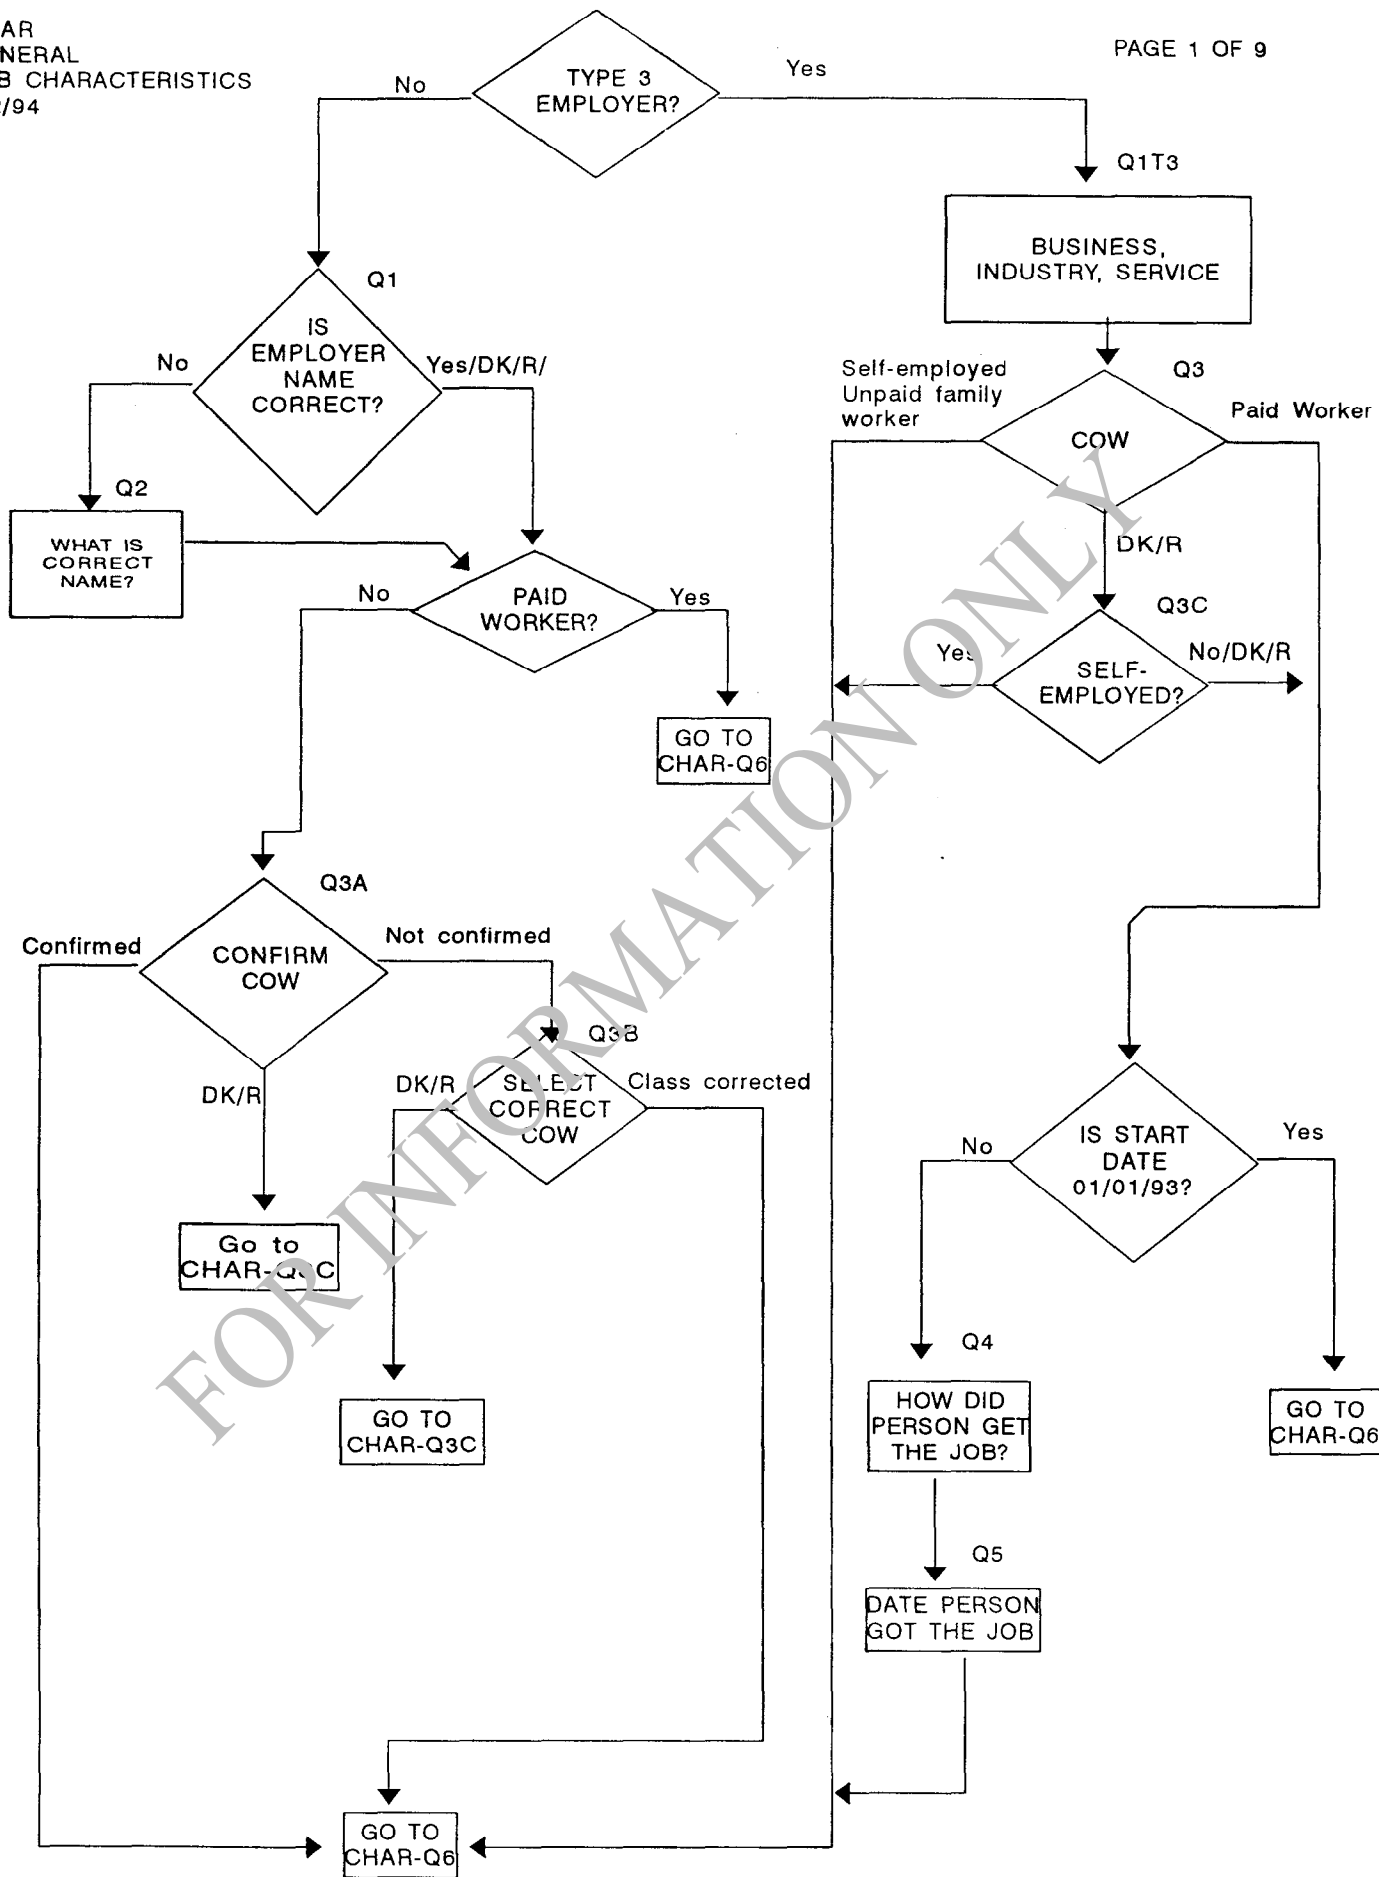 AR
NERAL
B CHARACTERISTICS
/94
PAGE 1 OF 9
TYPE 3
EMPLOYER?
No
Yes
Q1T3
BUSINESS,
INDUSTRY, SERVICE
Q1
IS
EMPLOYER
NAME
CORRECT?
No
Yes/DK/R/
Q2
WHAT IS
CORRECT
NAME?
Self-employed
Unpaid family
worker
Q3
COW
Paid Worker
DK/R
PAID
WORKER?
No
Yes
GO TO
CHAR-Q6
Q3C
SELF-
EMPLOYED?
Yes
No/DK/R
Q3A
CONFIRM
COW
Confirmed
Not confirmed
DK/R
Go to
CHAR-Q3C
Q3B
SELECT
CORRECT
COW
DK/R
Class corrected
GO TO
CHAR-Q3C
IS START
DATE
01/01/93?
No
Yes
Q4
HOW DID
PERSON GET
THE JOB?
GO TO
CHAR-Q6
Q5
DATE PERSON
GOT THE JOB
GO TO
CHAR-Q6
FOR INFORMATION ONLY